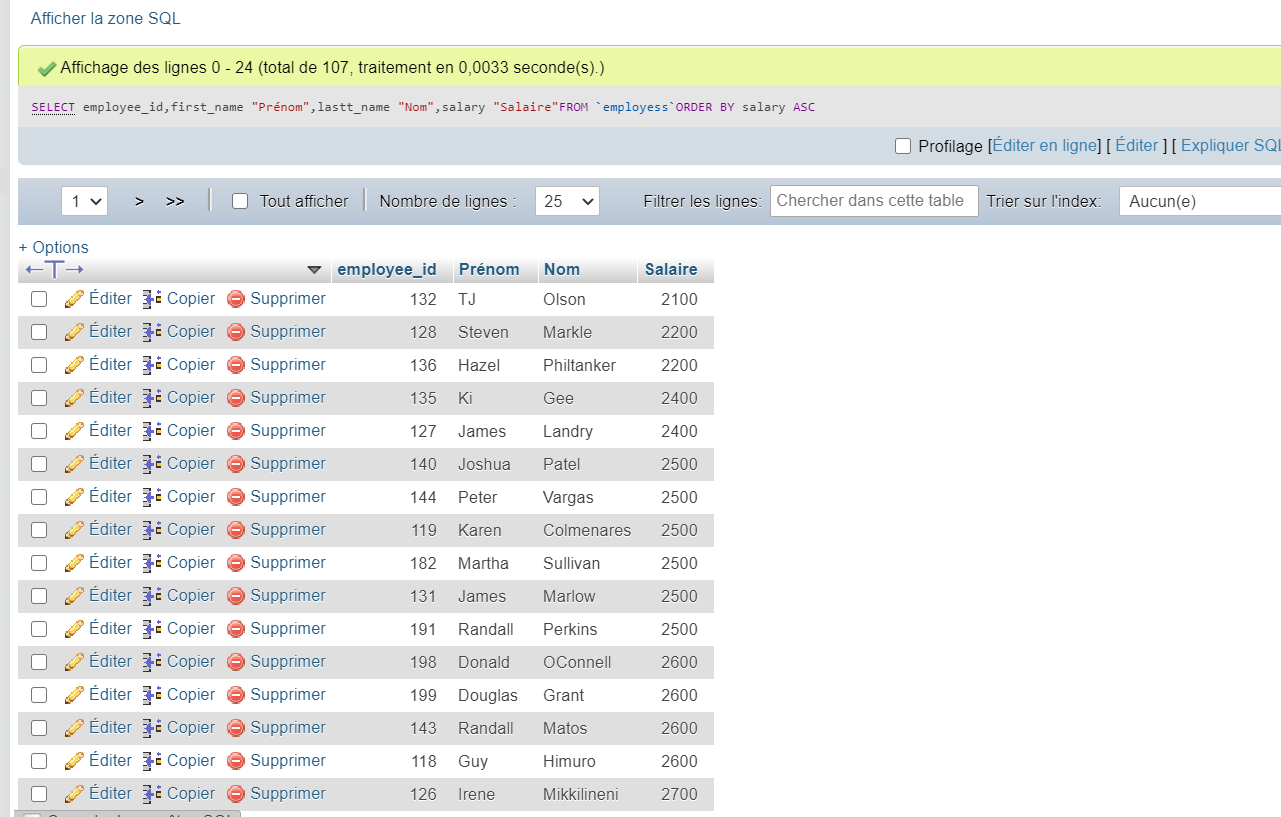 Afficher la zone SQL
Affichage des lignes 0 - 24 (total de 107, traitement en 0,0033 seconde(s).)
SELECT employee_id,first_name "Prénom",lastt_name "Nom",salary "Salaire"FROM `employess`ORDER BY salary ASC
Profilage [Éditer en ligne] [ Éditer ] [ Expliquer SQL
1 > >> Tout afficher Nombre de lignes : 25 Filtrer les lignes: Chercher dans cette table Trier sur l'index: Aucun(e)
+ Options
←T→ employee_id Prénom Nom Salaire
Éditer Copier Supprimer 132 TJ Olson 2100
Éditer Copier Supprimer 128 Steven Markle 2200
Éditer Copier Supprimer 136 Hazel Philtanker 2200
Éditer Copier Supprimer 135 Ki Gee 2400
Éditer Copier Supprimer 127 James Landry 2400
Éditer Copier Supprimer 140 Joshua Patel 2500
Éditer Copier Supprimer 144 Peter Vargas 2500
Éditer Copier Supprimer 119 Karen Colmenares 2500
Éditer Copier Supprimer 182 Martha Sullivan 2500
Éditer Copier Supprimer 131 James Marlow 2500
Éditer Copier Supprimer 191 Randall Perkins 2500
Éditer Copier Supprimer 198 Donald OConnell 2600
Éditer Copier Supprimer 199 Douglas Grant 2600
Éditer Copier Supprimer 143 Randall Matos 2600
Éditer Copier Supprimer 118 Guy Himuro 2600
Éditer Copier Supprimer 126 Irene Mikkilineni 2700